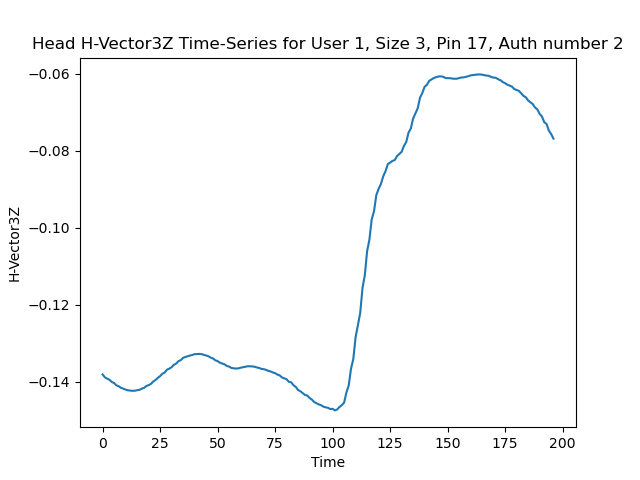 Head H-Vector3Z Time-Series for User 1, Size 3, Pin 17, Auth number 2
H-Vector3Z
−0.06
−0.08
−0.10
−0.12
−0.14
0 25 50 75 100 125 150 175 200
Time